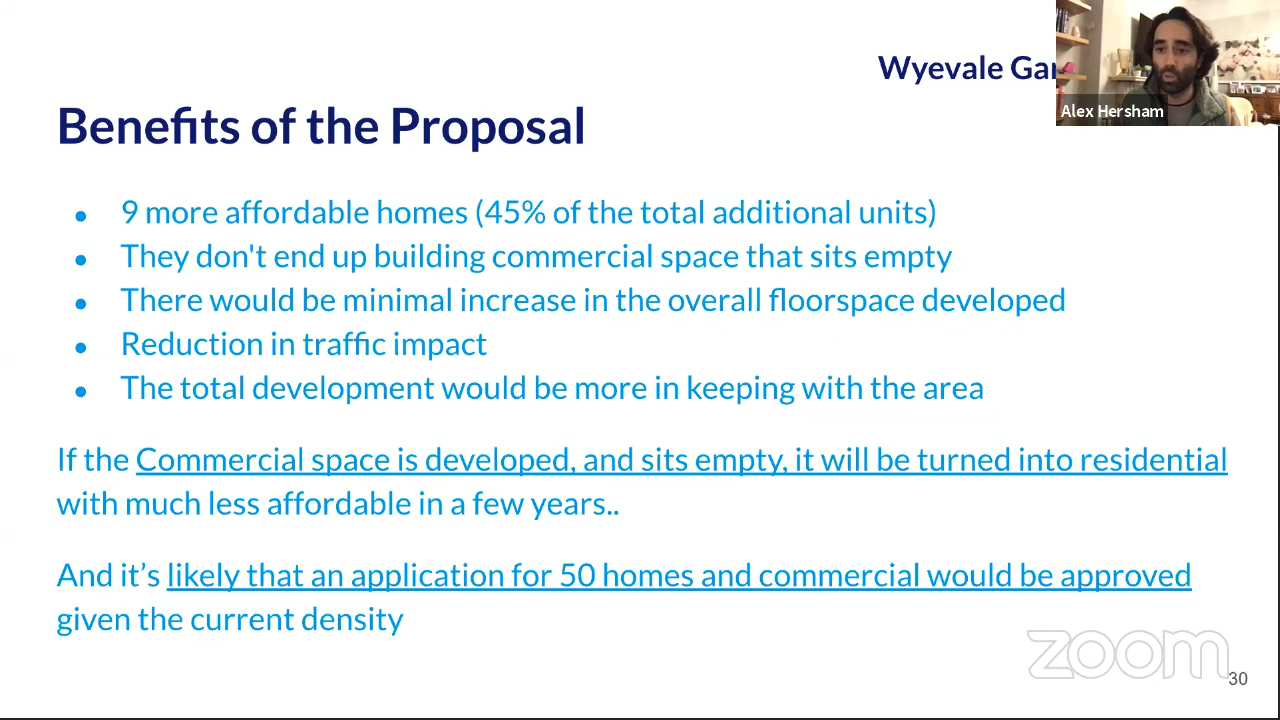 Wyevale
Alex Hersham
Benefits of the Proposal
● 9 more affordable homes (45% of the total additional units)
● They don't end up building commercial space that sits empty
● There would be minimal increase in the overall floorspace developed
● Reduction in traffic impact
● The total development would be more in keeping with the area
If the Commercial space is developed, and sits empty, it will be turned into residential
with much less affordable in a few years..
And it’s likely that an application for 50 homes and commercial would be approved
given the current density
zoom
30